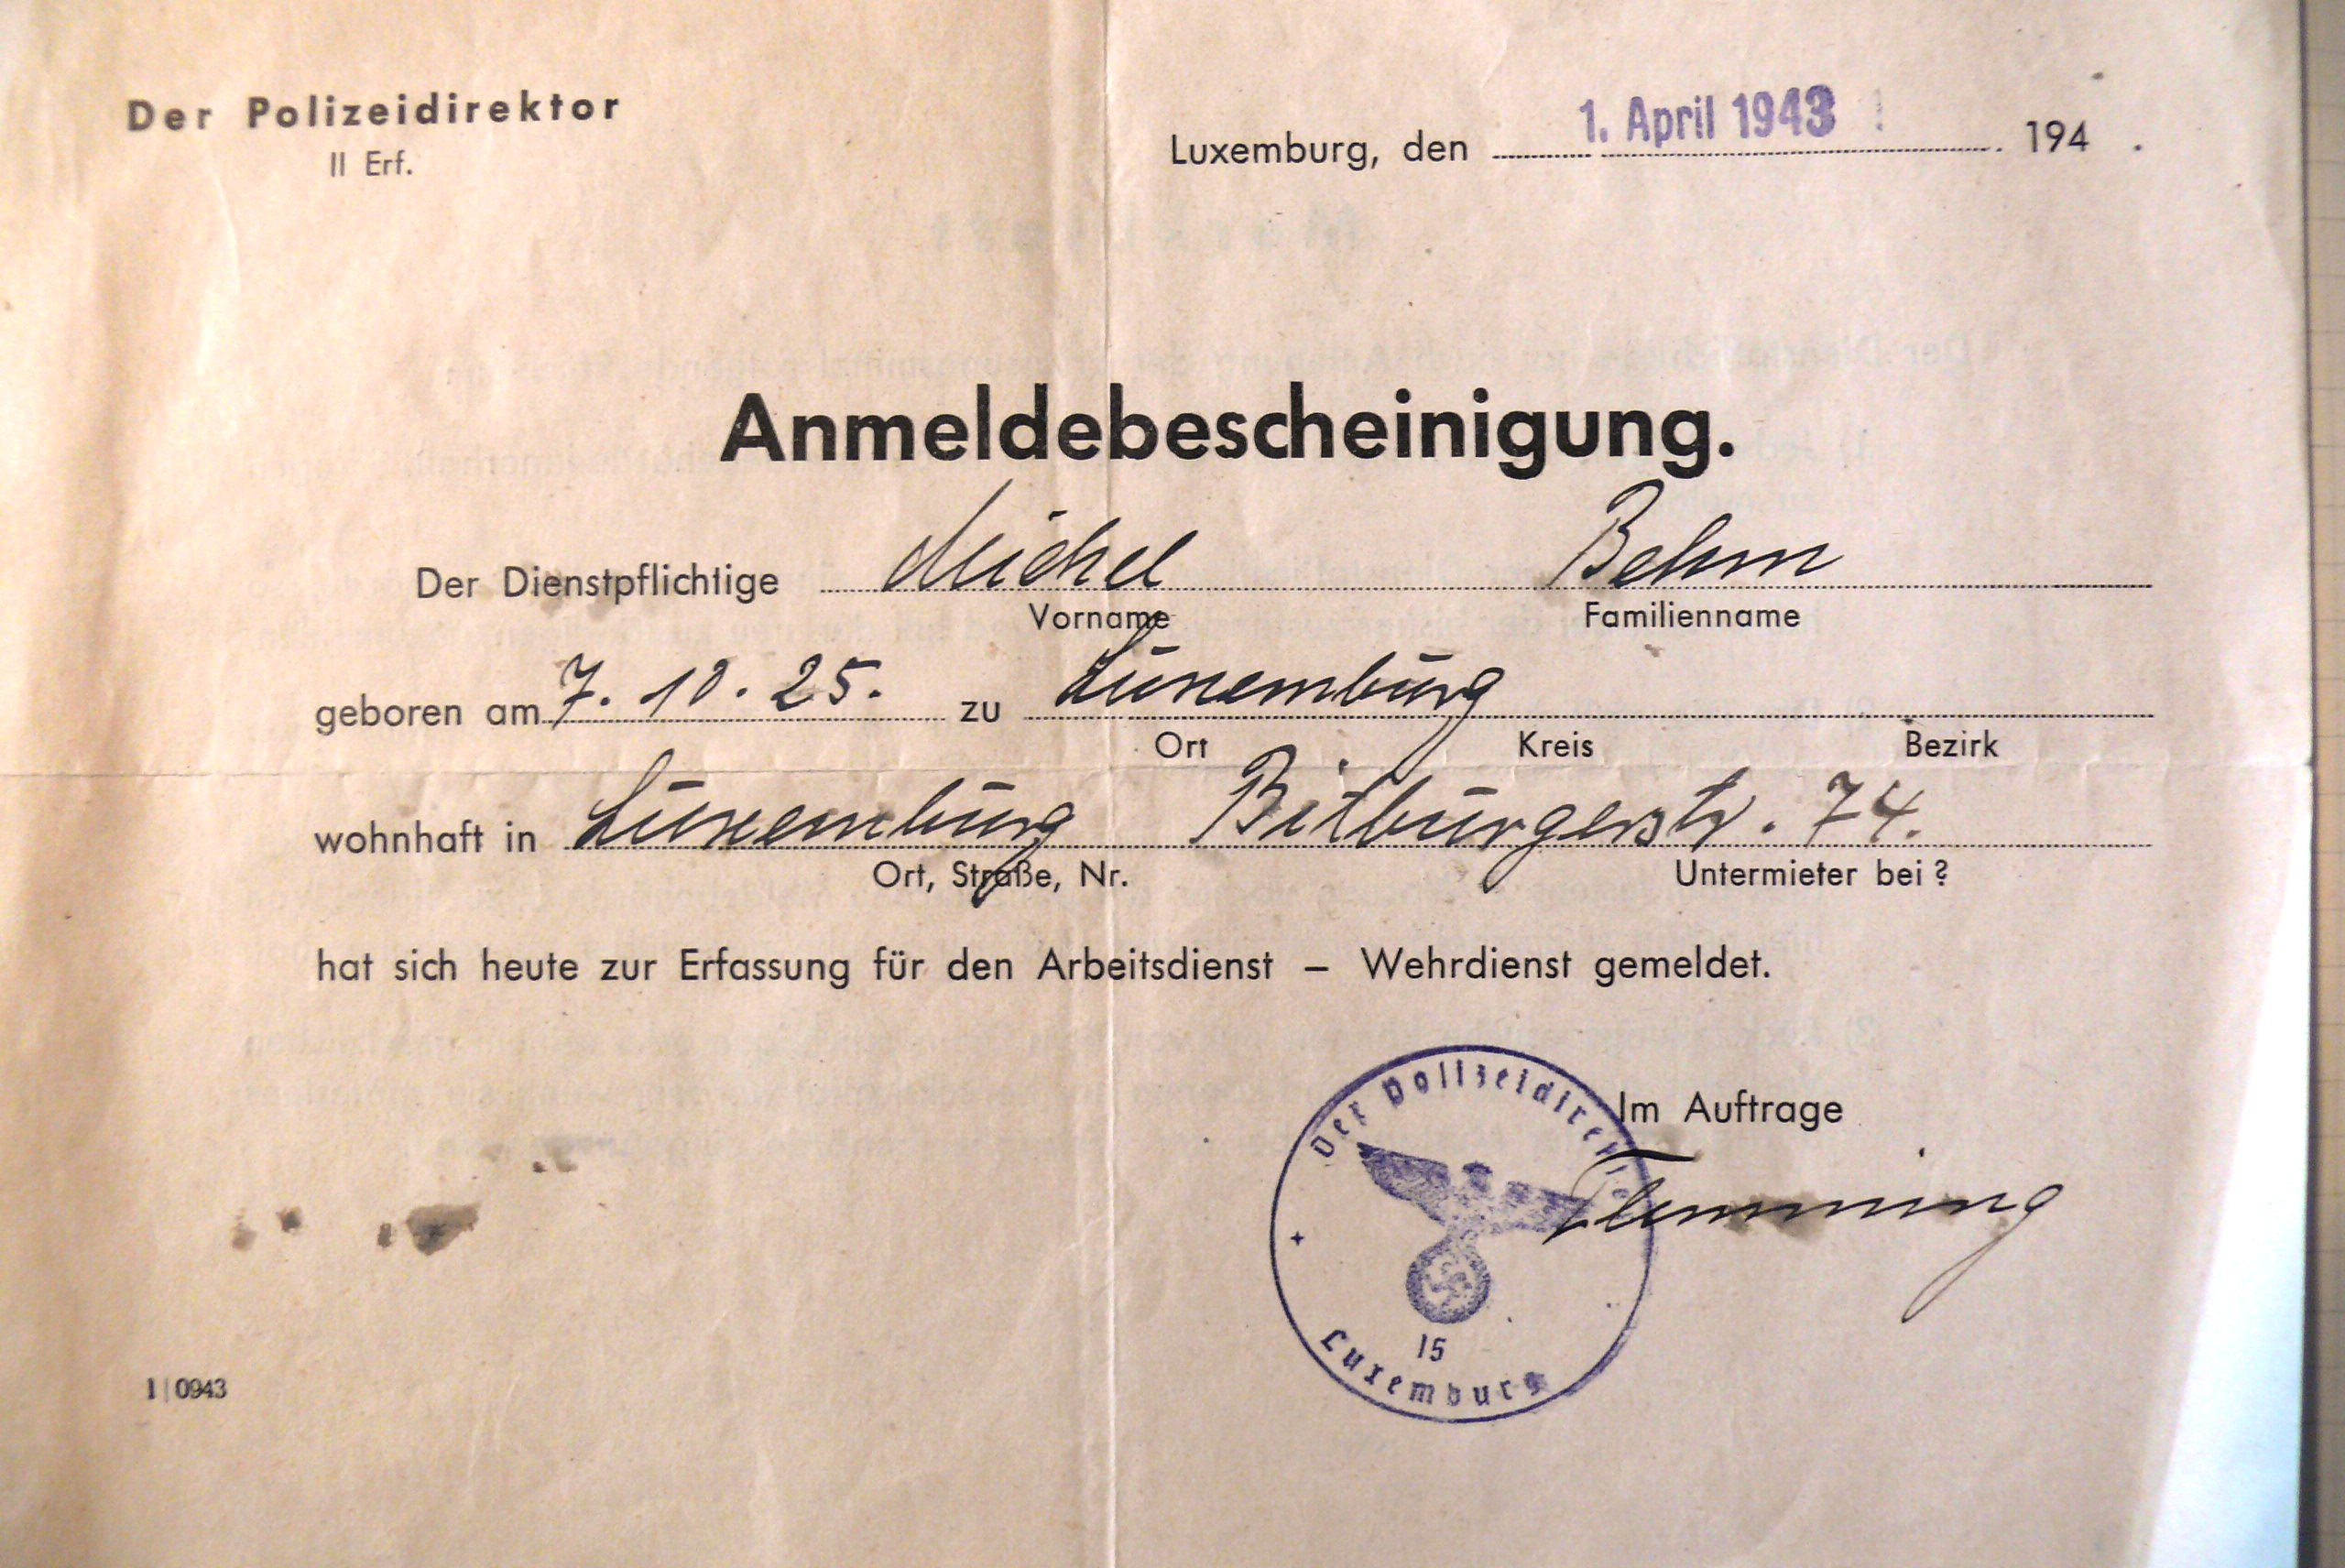 Der Polizeidirektor
II Erf.
Luxemburg, den 1. April 1943 194 .
Anmeldebescheinigung.
Der Dienstpflichtige Michel Behm
Vorname Familienname
geboren am 7. 10. 25. zu Luxemburg
Ort Kreis Bezirk
wohnhaft in Luxemburg Bitburgerstr. 74.
Ort, Straße, Nr. Untermieter bei?
hat sich heute zur Erfassung für den Arbeitsdienst – Wehrdienst gemeldet.
Im Auftrage
Der Polizeidirektor
Flemming
15
Luxemburg
1|0943